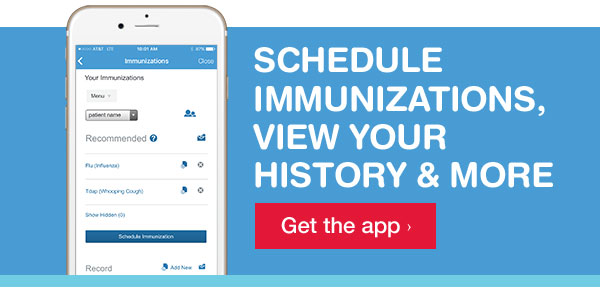 AT&T LTE 10:01 AM 97%
Immunizations Close
Your Immunizations
Menu
patient name
Recommended ?
Flu (Influenza)
Tdap (Whooping Cough)
Show Hidden (0)
Schedule Immunization
Record Add New
SCHEDULE
IMMUNIZATIONS,
VIEW YOUR
HISTORY & MORE
Get the app ›